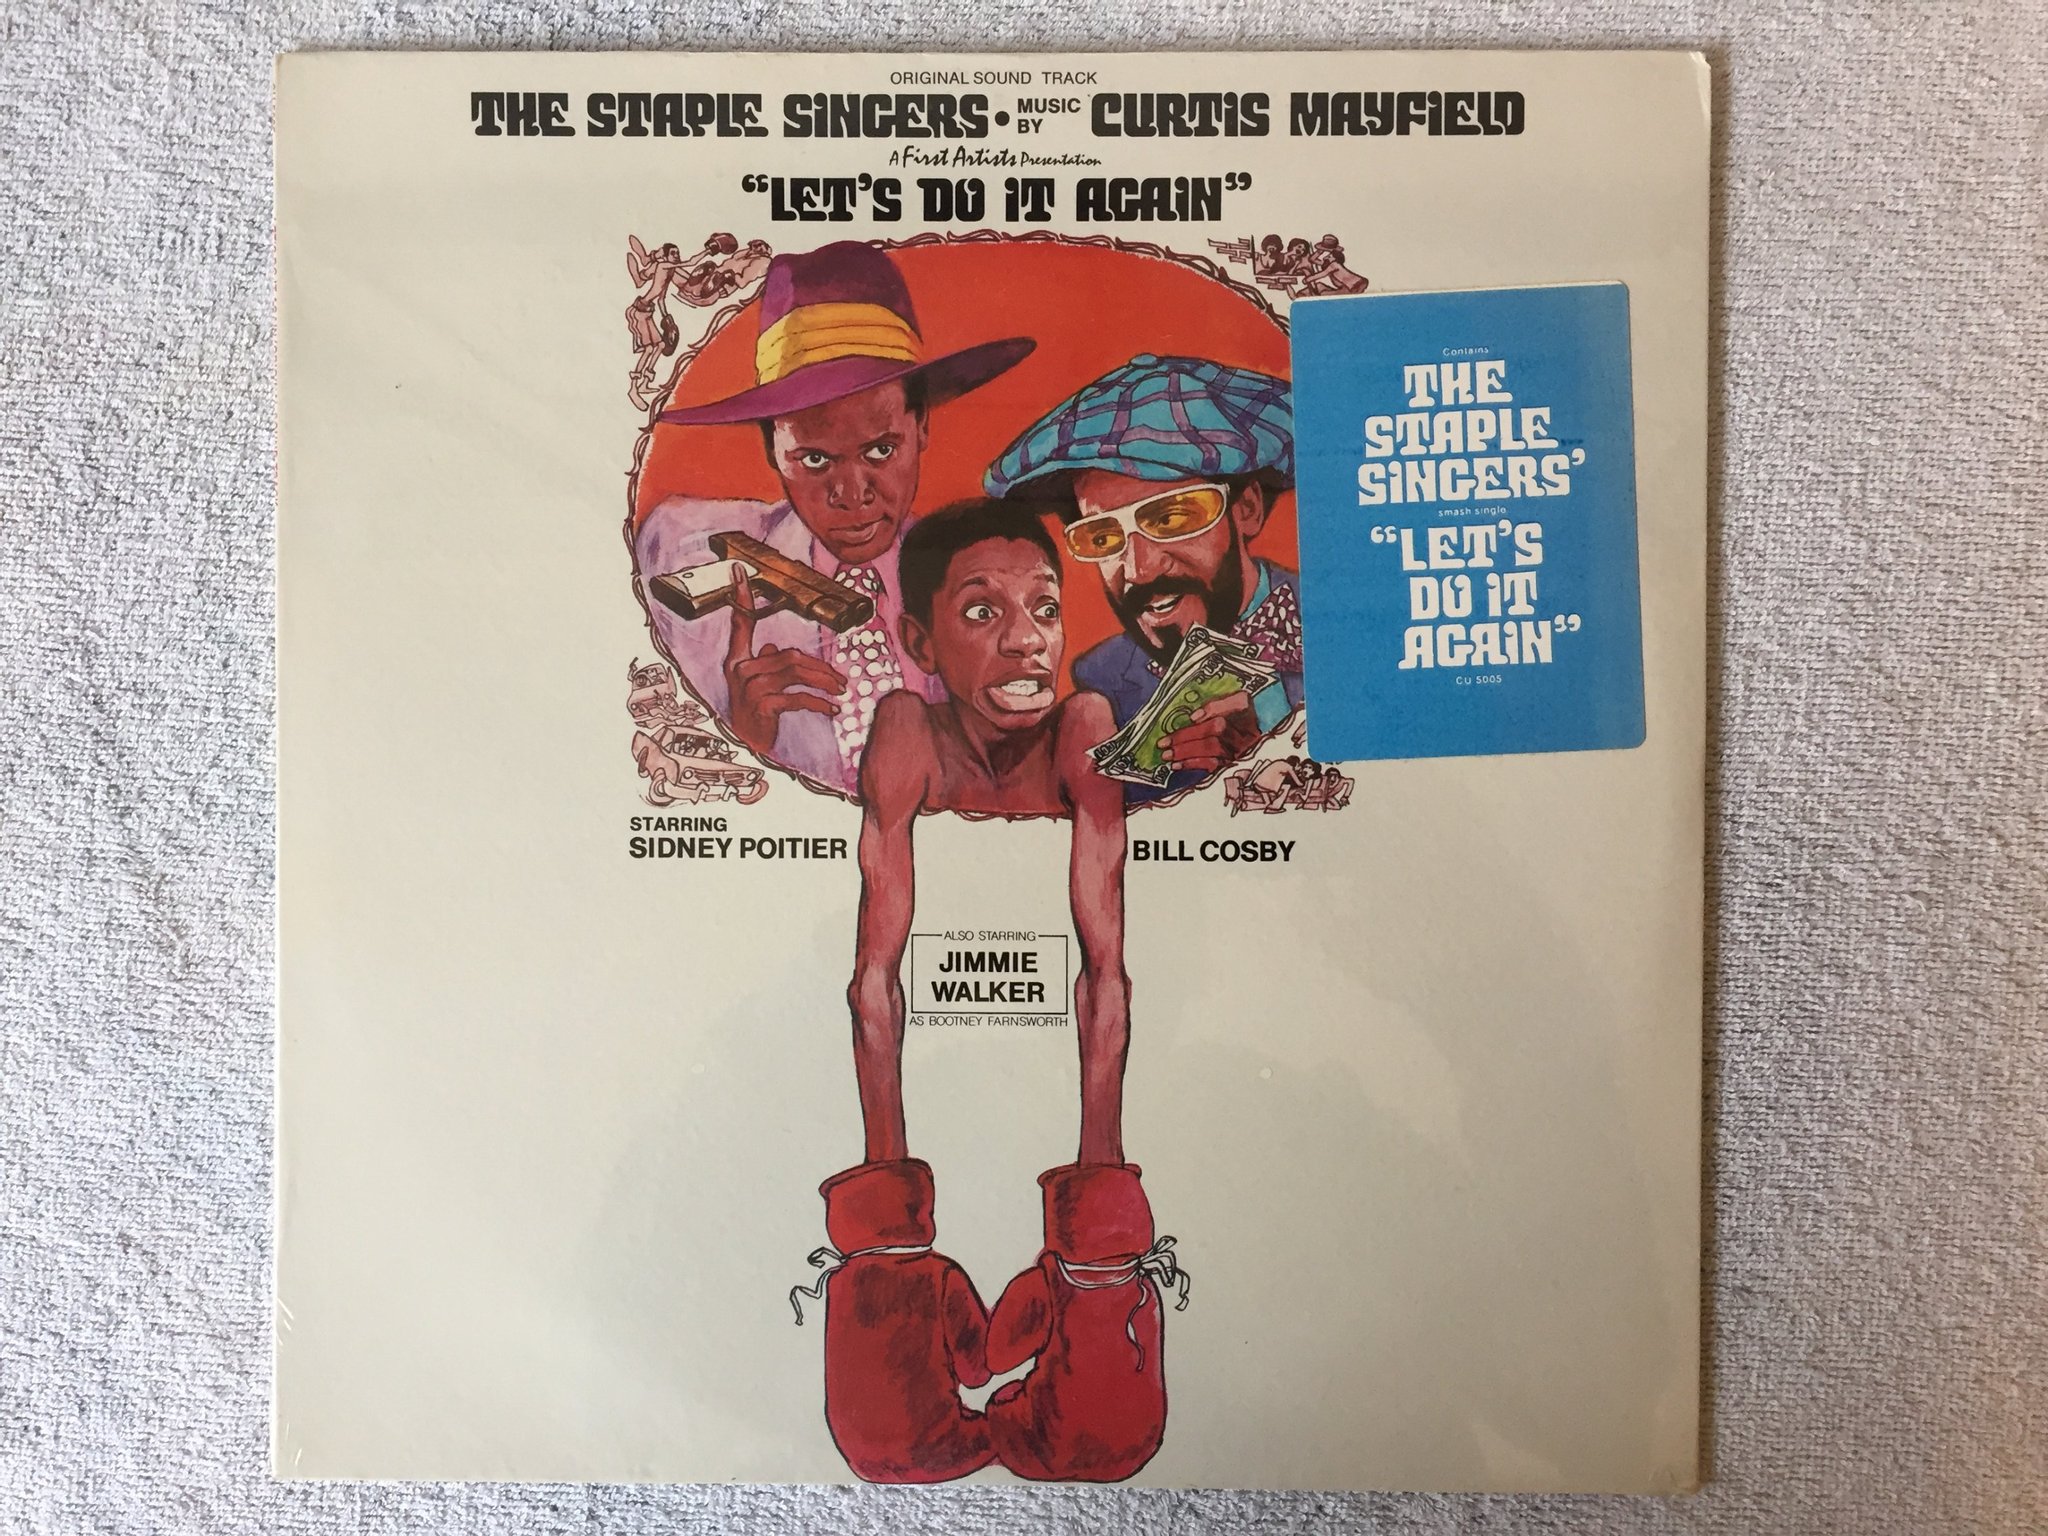 ORIGINAL SOUND TRACK
THE STAPLE SINGERS • MUSIC BY CURTIS MAYFIELD
A First Artists Presentation
"LET'S DO IT AGAIN"
Contains
THE
STAPLE
SINGERS'
smash single
"LET'S
DO IT
AGAIN"
CU 5005
STARRING
SIDNEY POITIER
BILL COSBY
ALSO STARRING
JIMMIE
WALKER
AS BOOTNEY FARNSWORTH